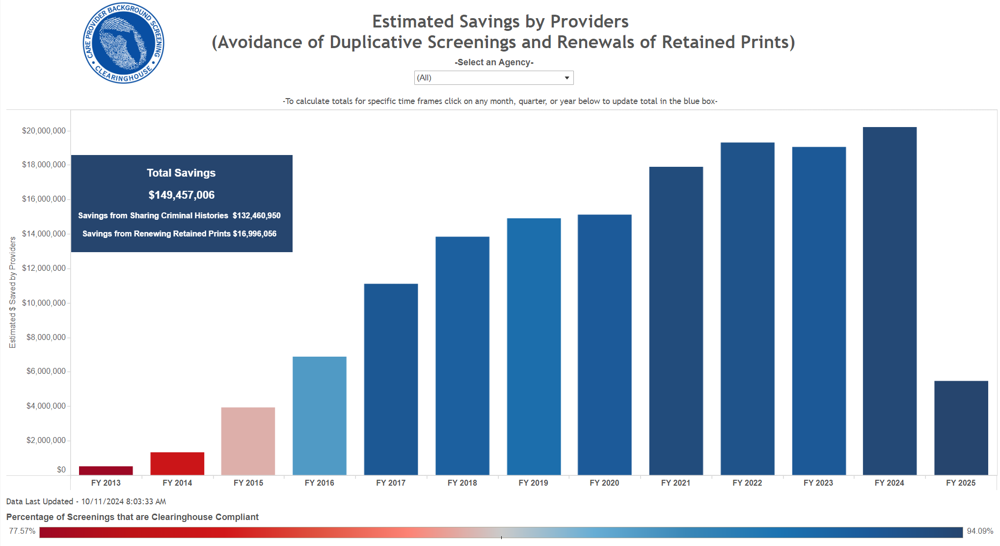 CARE PROVIDER BACKGROUND SCREENING
• CLEARINGHOUSE •
Estimated Savings by Providers
(Avoidance of Duplicative Screenings and Renewals of Retained Prints)
-Select an Agency-
(All)
-To calculate totals for specific time frames click on any month, quarter, or year below to update total in the blue box-
Estimated $ Saved by Providers
$20,000,000
$18,000,000
$16,000,000
$14,000,000
$12,000,000
$10,000,000
$8,000,000
$6,000,000
$4,000,000
$2,000,000
$0
Total Savings
$149,457,006
Savings from Sharing Criminal Histories $132,460,950
Savings from Renewing Retained Prints $16,996,056
FY 2013 FY 2014 FY 2015 FY 2016 FY 2017 FY 2018 FY 2019 FY 2020 FY 2021 FY 2022 FY 2023 FY 2024 FY 2025
Data Last Updated - 10/11/2024 8:03:33 AM
Percentage of Screenings that are Clearinghouse Compliant
77.57% 94.09%